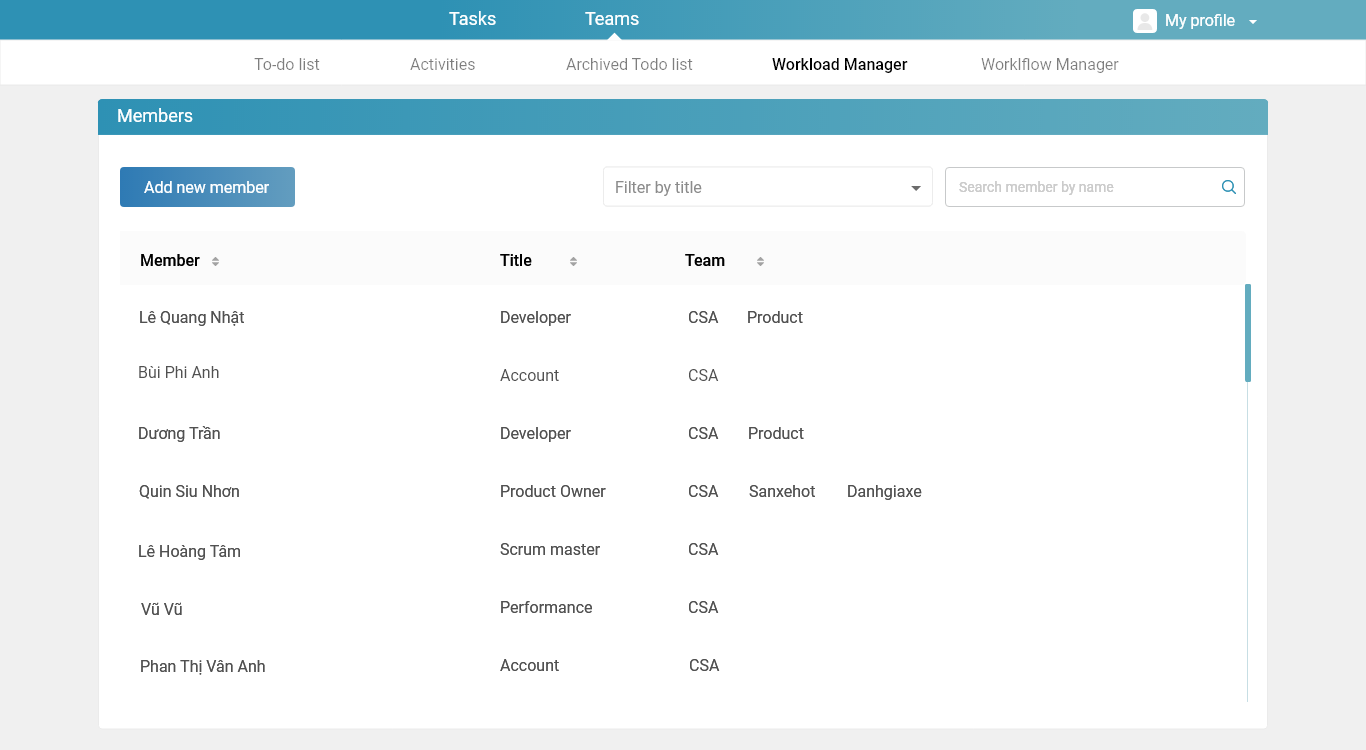 Tasks Teams My profile
To-do list Activities Archived Todo list Workload Manager Worklflow Manager
Members
Add new member Filter by title Search member by name
Member Title Team
Lê Quang Nhật Developer CSA Product
Bùi Phi Anh Account CSA
Dương Trần Developer CSA Product
Quin Siu Nhơn Product Owner CSA Sanxehot Danhgiaxe
Lê Hoàng Tâm Scrum master CSA
Vũ Vũ Performance CSA
Phan Thị Vân Anh Account CSA